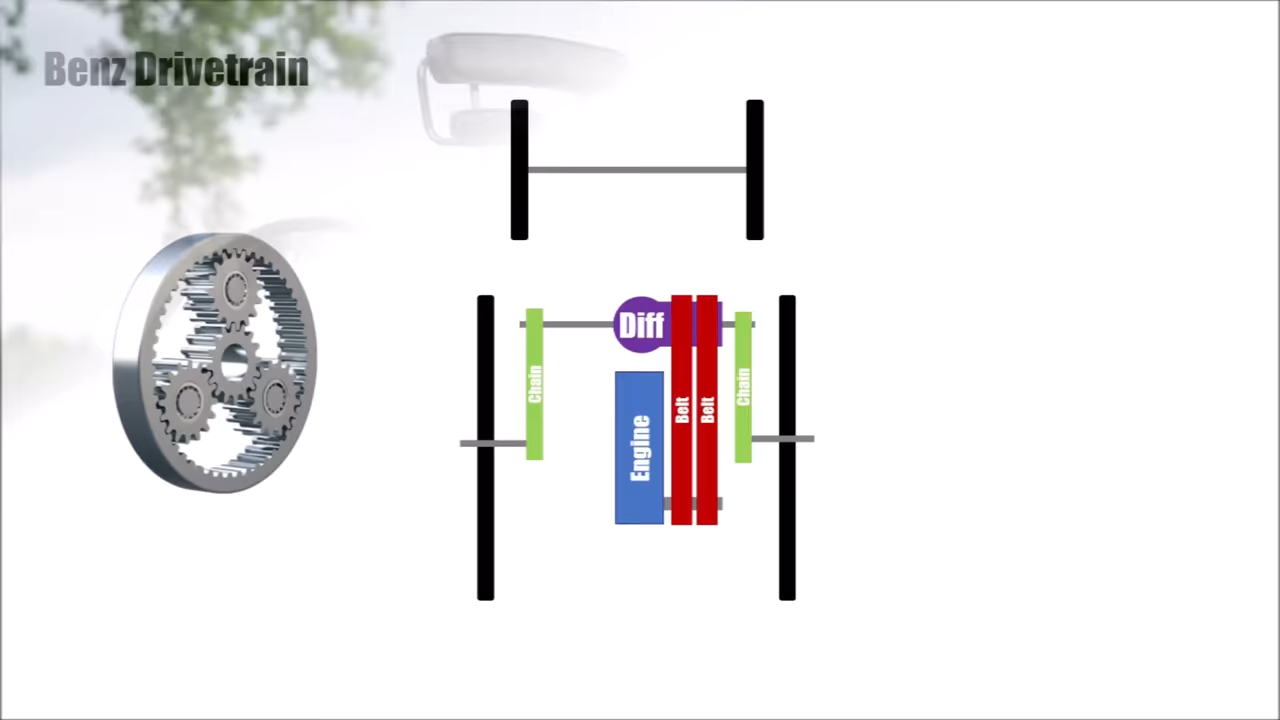 Benz Drivetrain
Diff
Chain
Belt
Belt
Chain
Engine